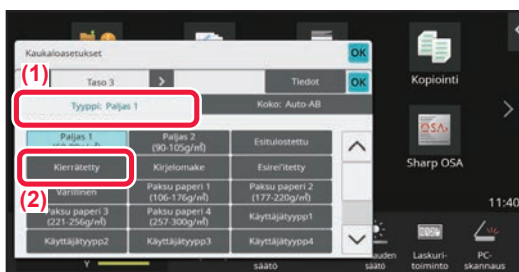 Kaukaloasetukset
OK
(1)
Taso 3
Tiedot
OK
Tyyppi: Paljas 1
Koko: Auto-AB
Paljas 1
Paljas 2
(90-105g/㎡)
Esitulostettu
Kierrätetty
Kirjelomake
Esirei'itetty
(2)
Värillinen
Paksu paperi 1
(106-176g/㎡)
Paksu paperi 2
(177-220g/㎡)
Paksu paperi 3
(221-256g/㎡)
Paksu paperi 4
(257-300g/㎡)
Käyttäjätyyppi1
Käyttäjätyyppi2
Käyttäjätyyppi3
Käyttäjätyyppi4
Kopiointi
OSA
Sharp OSA
11:40
Y
säätö
säätö
Laskuri-
toiminto
PC-
skannaus